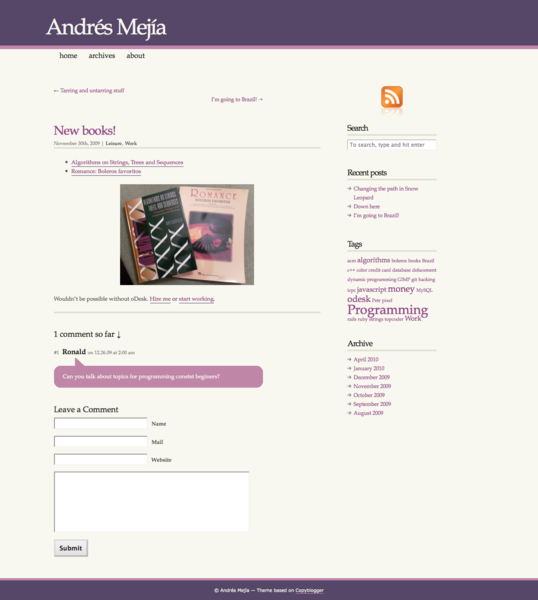 Andrés Mejía
home archives about
← Tarring and untarring stuff
I'm going to Brazil! →
New books!
November 30th, 2009 | Leisure, Work
Algorithms on Strings, Trees and Sequences
Romance: Boleros favoritos
ROMANCE
Wouldn't be possible without oDesk. Hire me or start working.
1 comment so far ↓
#1 Ronald on 12.26.09 at 2:00 am
Can you talk about topics for programming constst beginers?
Leave a Comment
Name
Mail
Website
Submit
Search
To search, type and hit enter
Recent posts
→ Changing the path in Snow
Leopard
→ Down here
→ I'm going to Brazil!
Tags
acm algorithms boleros books Brazil
c++ color credit card database defacement
dynamic programming GIMP git hacking
icpc javascript money MySQL
odesk Petr pixel
Programming
rails ruby strings topcoder Work
Archive
→ April 2010
→ January 2010
→ December 2009
→ November 2009
→ October 2009
→ September 2009
→ August 2009
© Andrés Mejía — Theme based on Copyblogger